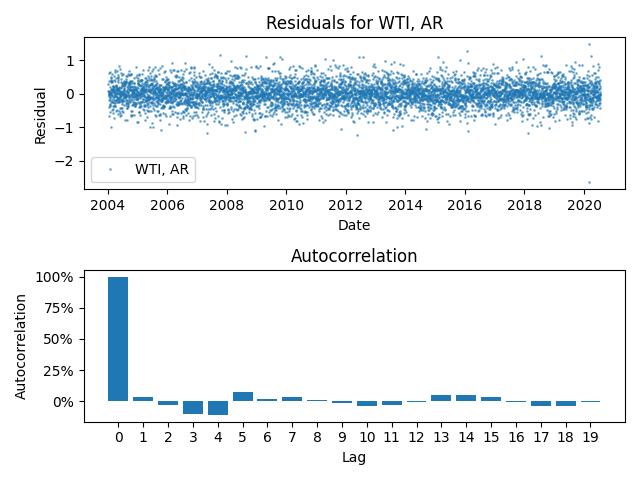 Residuals for WTI, AR
Residual
1
0
−1
−2
WTI, AR
2004 2006 2008 2010 2012 2014 2016 2018 2020
Date
Autocorrelation
Autocorrelation
100%
75%
50%
25%
0%
0 1 2 3 4 5 6 7 8 9 10 11 12 13 14 15 16 17 18 19
Lag